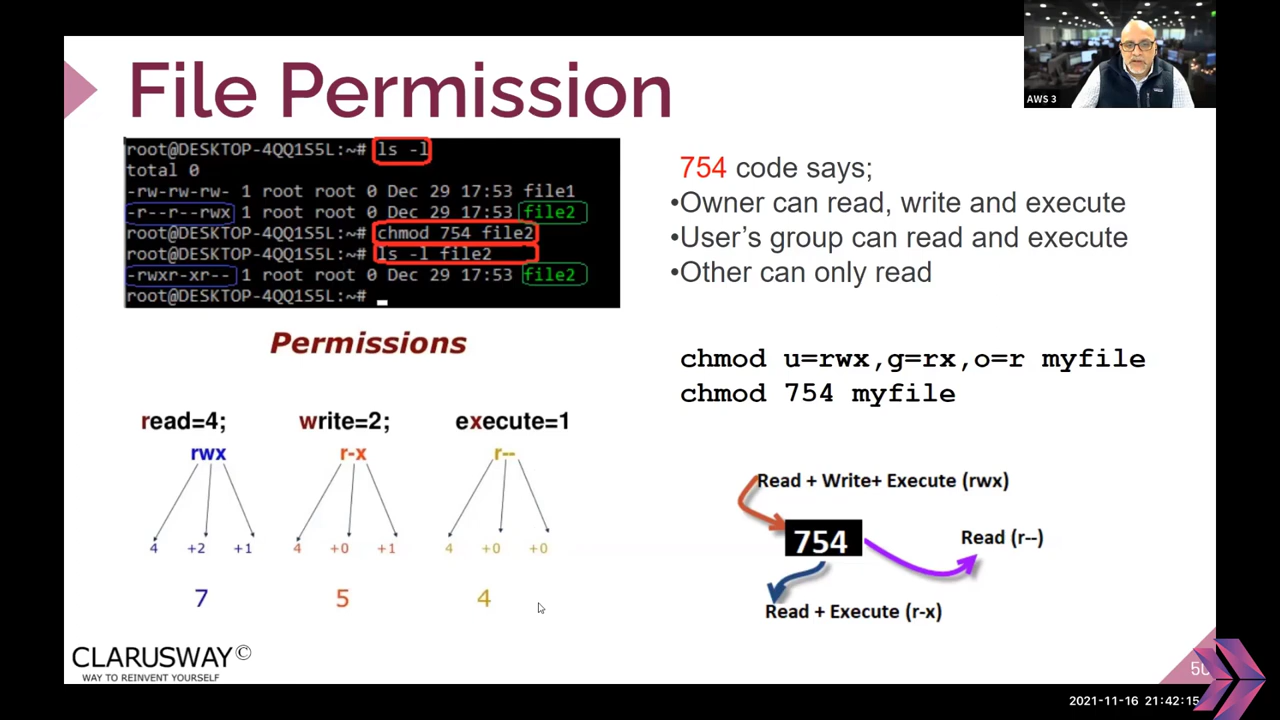 File Permission
AWS 3
root@DESKTOP-4QQ1S5L:~# ls -l
total 0
-rw-rw-rw- 1 root root 0 Dec 29 17:53 file1
-r--r--rwx 1 root root 0 Dec 29 17:53 file2
root@DESKTOP-4QQ1S5L:~# chmod 754 file2
root@DESKTOP-4QQ1S5L:~# ls -l file2
-rwxr-xr-- 1 root root 0 Dec 29 17:53 file2
root@DESKTOP-4QQ1S5L:~#
754 code says;
•Owner can read, write and execute
•User's group can read and execute
•Other can only read
chmod u=rwx,g=rx,o=r myfile
chmod 754 myfile
Permissions
read=4; write=2; execute=1
rwx r-x r--
4 +2 +1 4 +0 +1 4 +0 +0
7 5 4
Read + Write+ Execute (rwx)
754
Read (r--)
Read + Execute (r-x)
CLARUSWAY©
WAY TO REINVENT YOURSELF
2021-11-16 21:42:15